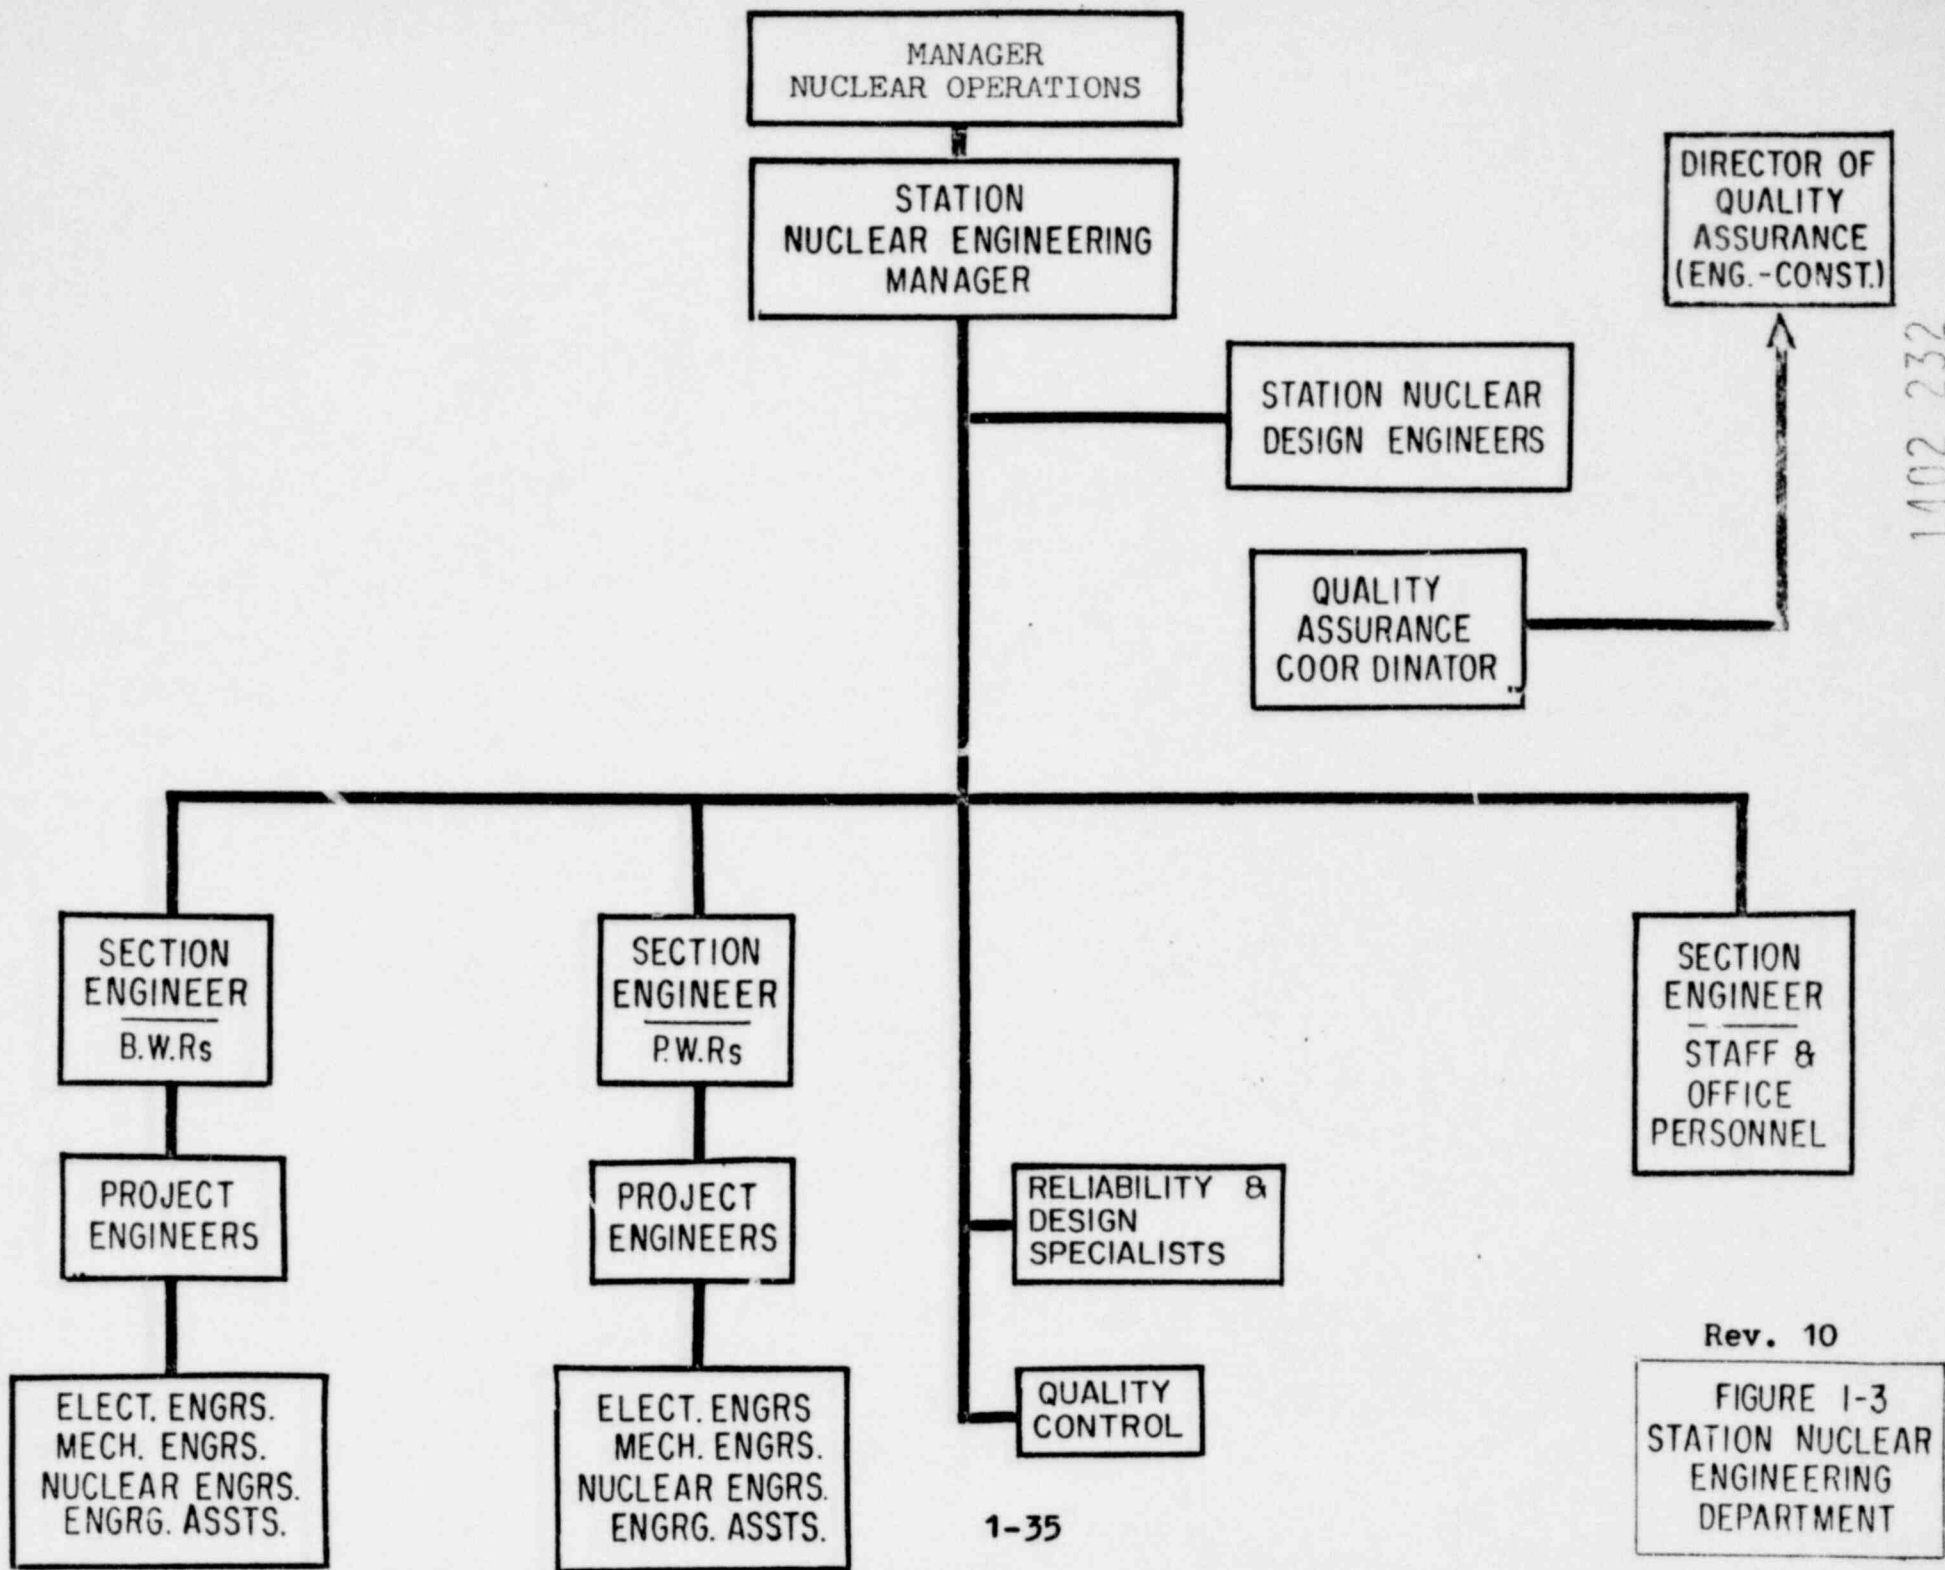 MANAGER
NUCLEAR OPERATIONS
STATION
NUCLEAR ENGINEERING
MANAGER
DIRECTOR OF
QUALITY
ASSURANCE
(ENG.-CONST.)
1402 232
STATION NUCLEAR
DESIGN ENGINEERS
QUALITY
ASSURANCE
COOR DINATOR
SECTION
ENGINEER
B.W.Rs
SECTION
ENGINEER
P.W.Rs
SECTION
ENGINEER
STAFF &
OFFICE
PERSONNEL
PROJECT
ENGINEERS
PROJECT
ENGINEERS
RELIABILITY &
DESIGN
SPECIALISTS
ELECT. ENGRS.
MECH. ENGRS.
NUCLEAR ENGRS.
ENGRG. ASSTS.
ELECT. ENGRS
MECH. ENGRS.
NUCLEAR ENGRS.
ENGRG. ASSTS.
QUALITY
CONTROL
Rev. 10
FIGURE 1-3
STATION NUCLEAR
ENGINEERING
DEPARTMENT
1-35